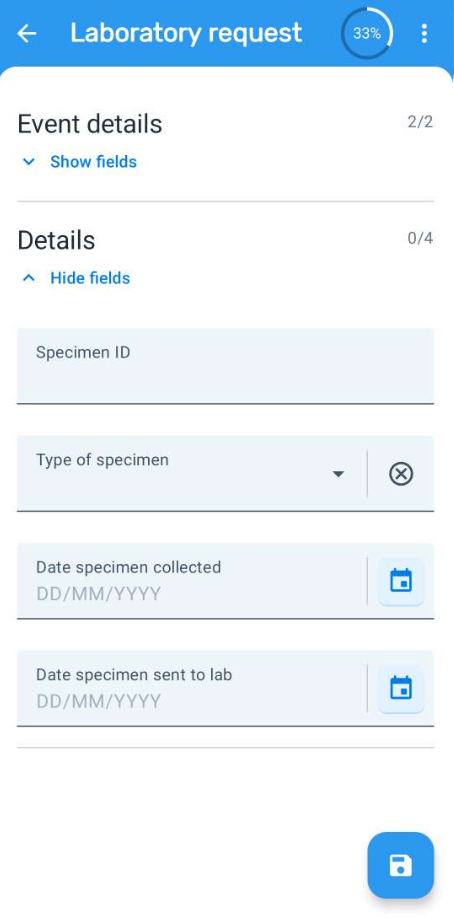 Laboratory request
33%
Event details
2/2
Show fields
Details
0/4
Hide fields
Specimen ID
Type of specimen
Date specimen collected
DD/MM/YYYY
Date specimen sent to lab
DD/MM/YYYY